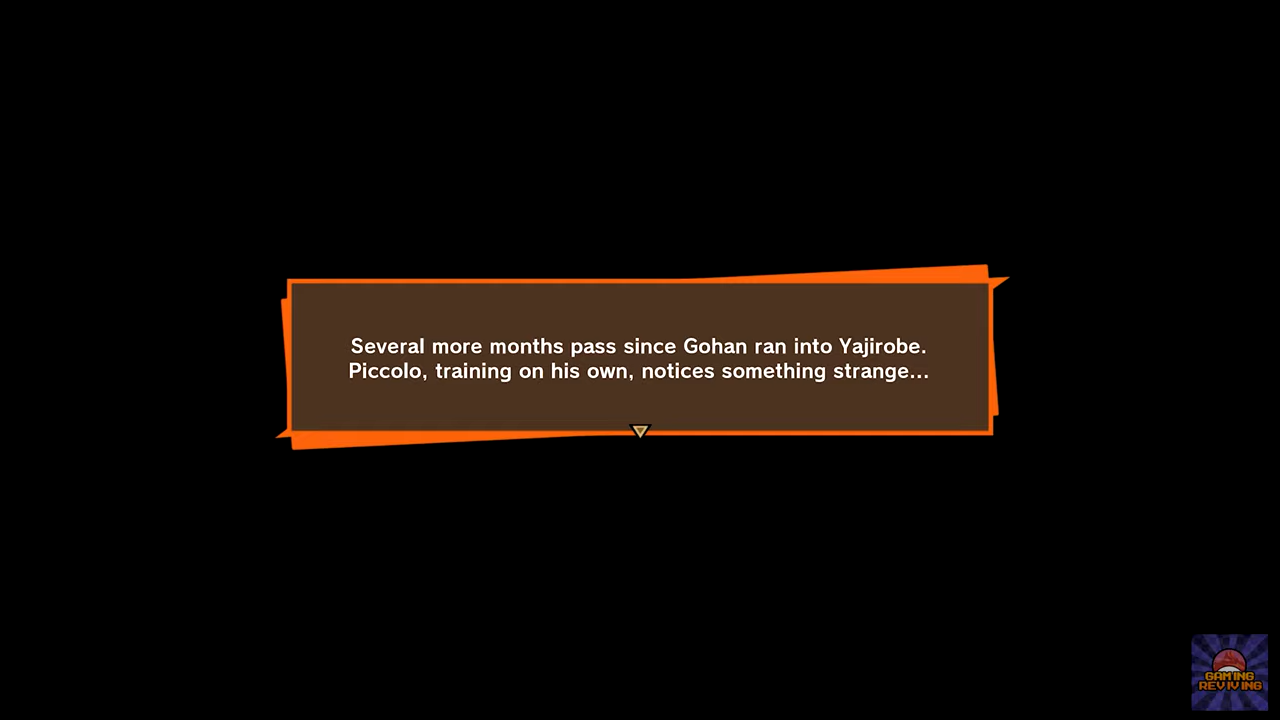 Several more months pass since Gohan ran into Yajirobe.
Piccolo, training on his own, notices something strange...
GAMING
REVIVING